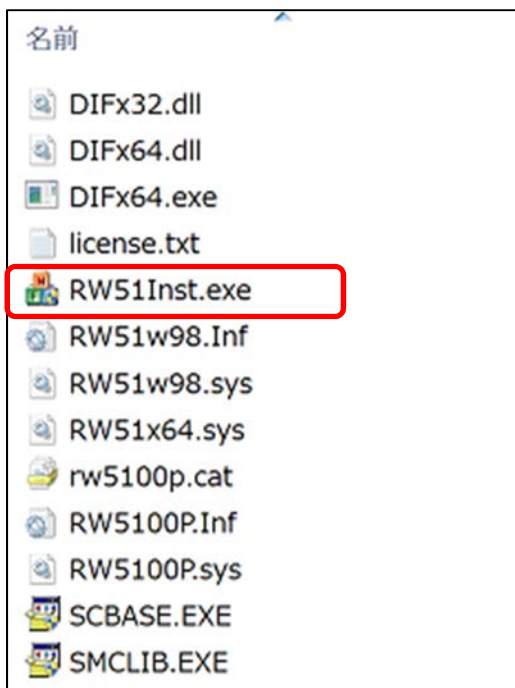 名前
DIFx32.dll
DIFx64.dll
DIFx64.exe
license.txt
RW51Inst.exe
RW51w98.Inf
RW51w98.sys
RW51x64.sys
rw5100p.cat
RW5100P.Inf
RW5100P.sys
SCBASE.EXE
SMCLIB.EXE